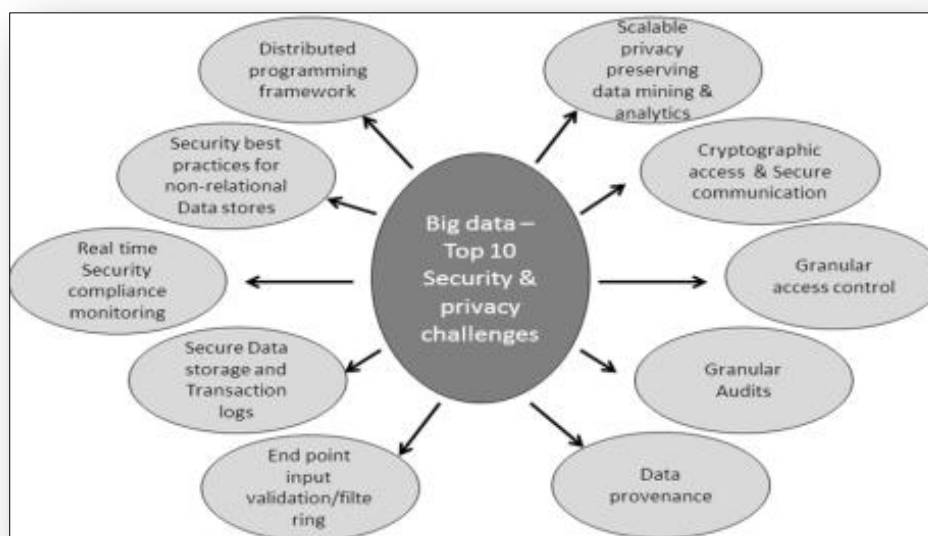 Distributed
programming
framework
Scalable
privacy
preserving
data mining &
analytics
Security best
practices for
non-relational
Data stores
Cryptographic
access & Secure
communication
Big data –
Top 10
Security &
privacy
challenges
Real time
Security
compliance
monitoring
Granular
access control
Secure Data
storage and
Transaction
logs
Granular
Audits
End point
input
validation/filte
ring
Data
provenance